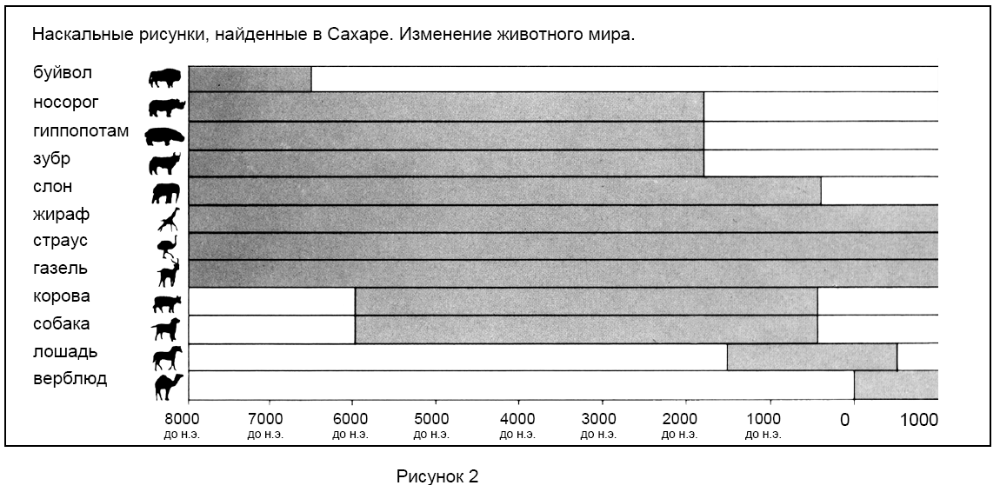 Наскальные рисунки, найденные в Сахаре. Изменение животного мира.
буйвол
носорог
гиппопотам
зубр
слон
жираф
страус
газель
корова
собака
лошадь
верблюд
8000 7000 6000 5000 4000 3000 2000 1000 0 1000
до н.э. до н.э. до н.э. до н.э. до н.э. до н.э. до н.э. до н.э.
Рисунок 2